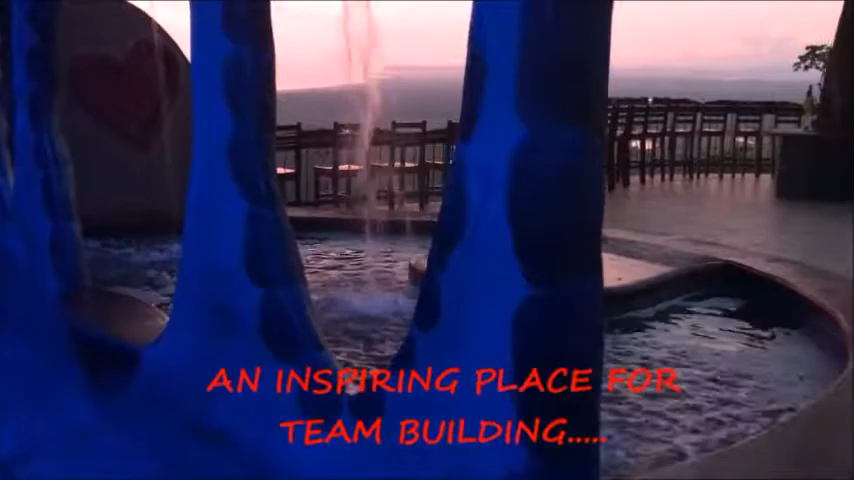 AN INSPIRING PLACE FOR
TEAM BUILDING.....